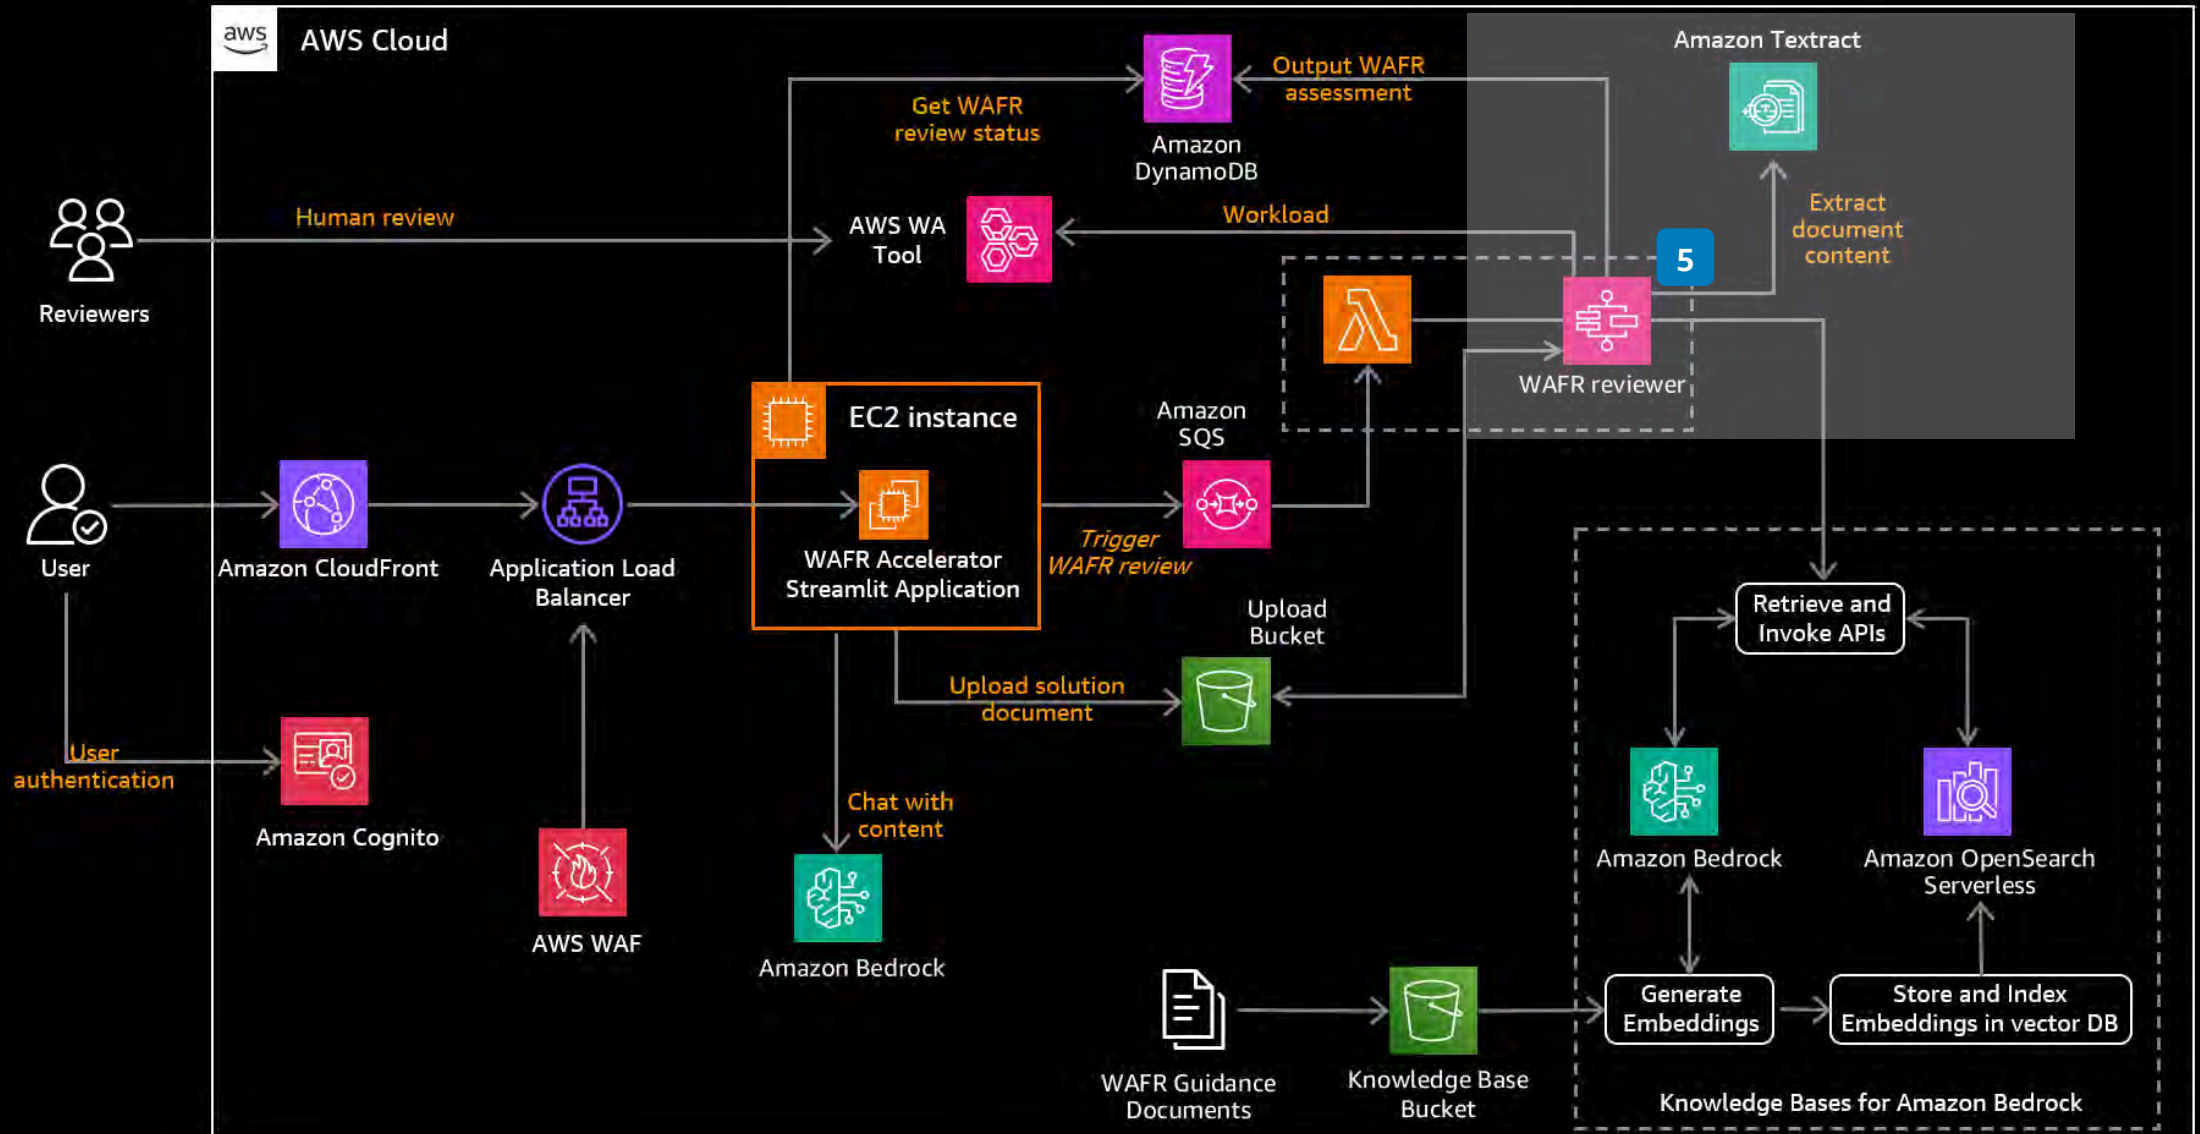 aws
AWS Cloud
Amazon Textract
Output WAFR
assessment
Get WAFR
review status
Amazon
DynamoDB
Extract
document
content
Human review
AWS WA
Tool
Workload
5
Reviewers
WAFR reviewer
EC2 instance
Amazon
SQS
WAFR Accelerator
Streamlit Application
Trigger
WAFR review
User
Amazon CloudFront
Application Load
Balancer
Upload
Bucket
Retrieve and
Invoke APIs
Upload solution
document
User
authentication
Chat with
content
Amazon Cognito
AWS WAF
Amazon Bedrock
Amazon Bedrock
Amazon OpenSearch
Serverless
Generate
Embeddings
Store and Index
Embeddings in vector DB
WAFR Guidance
Documents
Knowledge Base
Bucket
Knowledge Bases for Amazon Bedrock